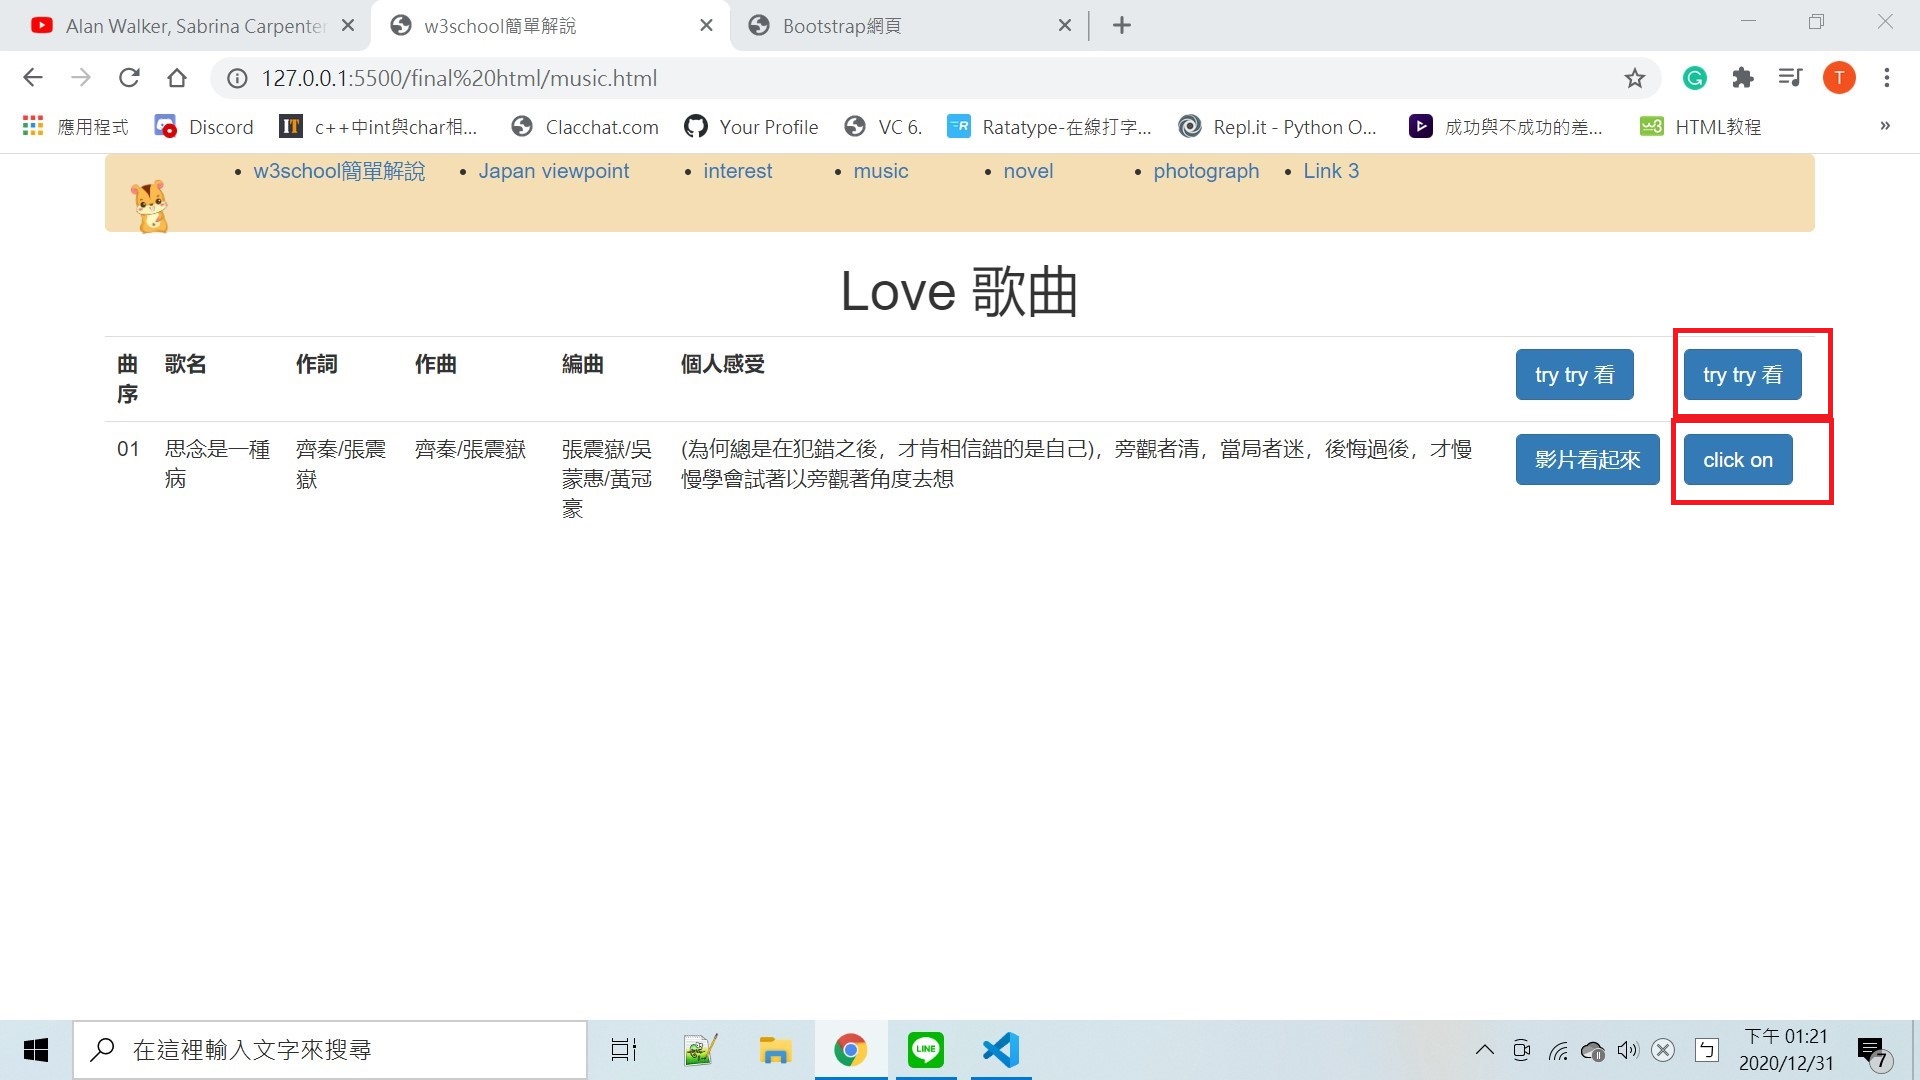 Alan Walker, Sabrina Carpenter
w3school簡單解說
Bootstrap網頁
127.0.0.1:5500/final%20html/music.html
T
應用程式
Discord
IT
c++中int與char相...
Clacchat.com
Your Profile
VC 6.
Ratatype-在線打字...
Repl.it - Python O...
成功與不成功的差...
HTML教程
»
w3school簡單解說
Japan viewpoint
interest
music
novel
photograph
Link 3
Love 歌曲
曲序 歌名 作詞 作曲 編曲 個人感受 try try 看 try try 看
01 思念是一種 齊秦/張震 齊秦/張震嶽 張震嶽/吳 (為何總是在犯錯之後，才肯相信錯的是自己)，旁觀者清，當局者迷，後悔過後，才慢 影片看起來 click on
病 嶽 蒙惠/黃冠 慢學會試著以旁觀著角度去想
豪
在這裡輸入文字來搜尋
LINE
ㄅ
下午 01:21
2020/12/31
7